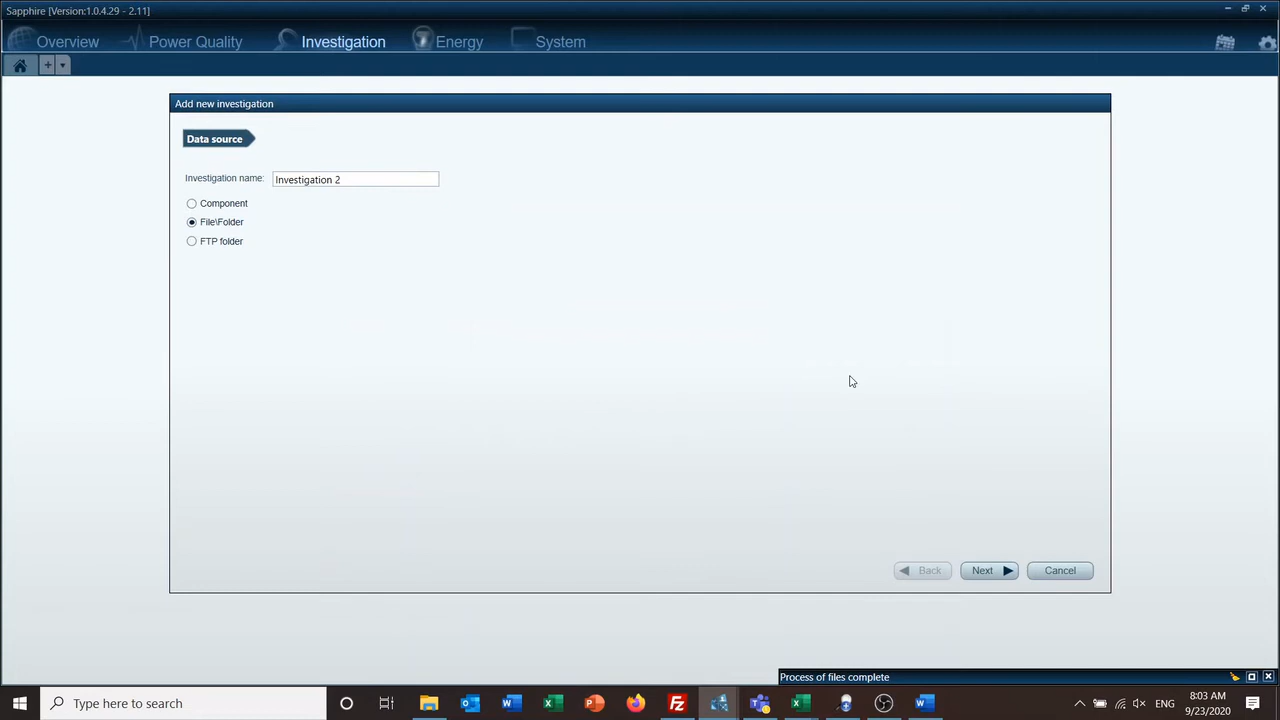 Sapphire [Version:1.0.4.29 - 2.11]
Overview Power Quality Investigation Energy System
+
Add new investigation
Data source
Investigation name: Investigation 2
Component
File\Folder
FTP folder
Back Next Cancel
Process of files complete
Type here to search
ENG
8:03 AM
9/23/2020